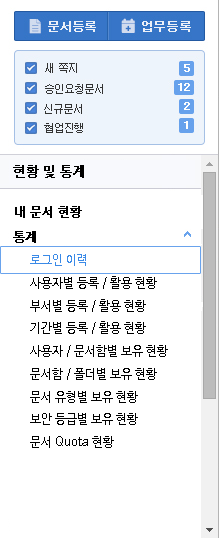 문서등록 업무등록
새 쪽지 5
승인요청문서 12
신규문서 2
협업진행 1
현황 및 통계
내 문서 현황
통계
로그인 이력
사용자별 등록 / 활용 현황
부서별 등록 / 활용 현황
기간별 등록 / 활용 현황
사용자 / 문서함별 보유 현황
문서함 / 폴더별 보유 현황
문서 유형별 보유 현황
보안 등급별 보유 현황
문서 Quota 현황